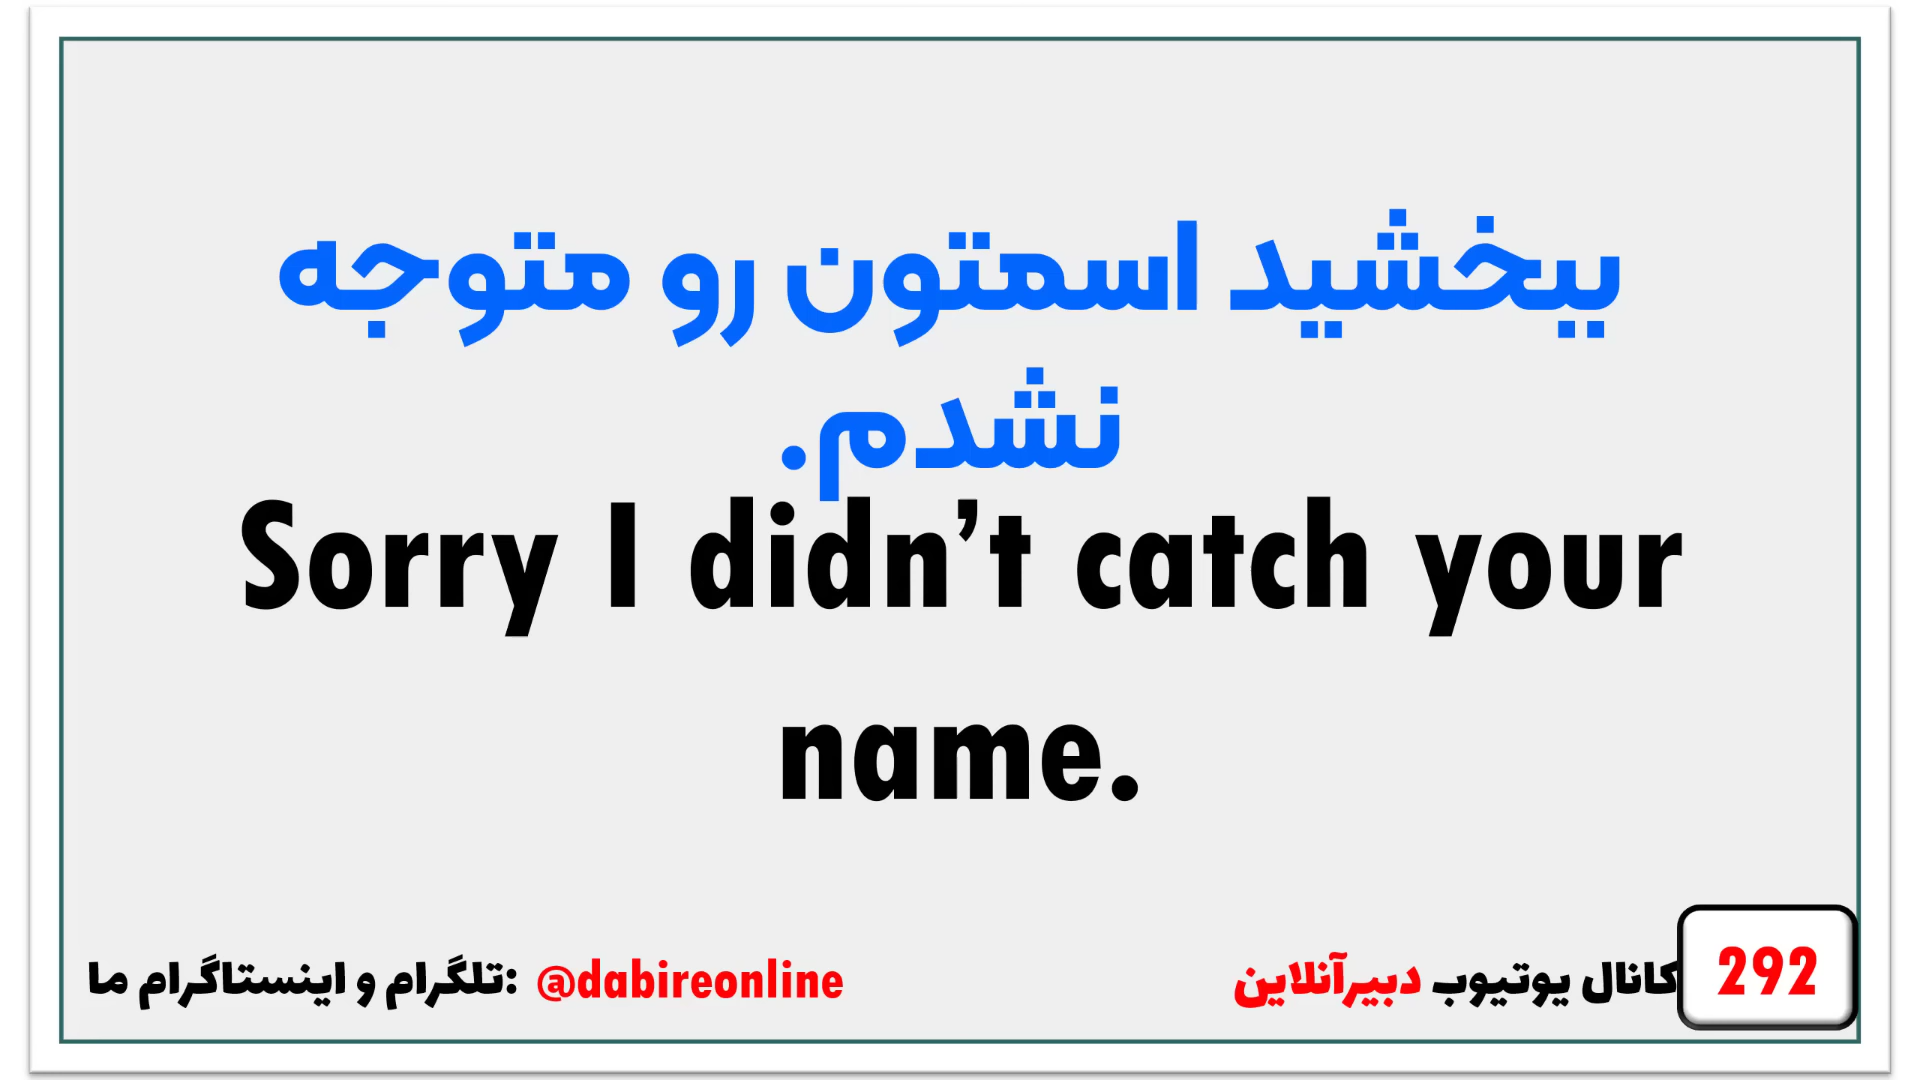 ببخشید اسمتون رو متوجه
نشدم.
Sorry I didn’t catch your
name.
تلگرام و اینستاگرام ما: @dabireonline
کانال یوتیوب دبیرآنلاین
292